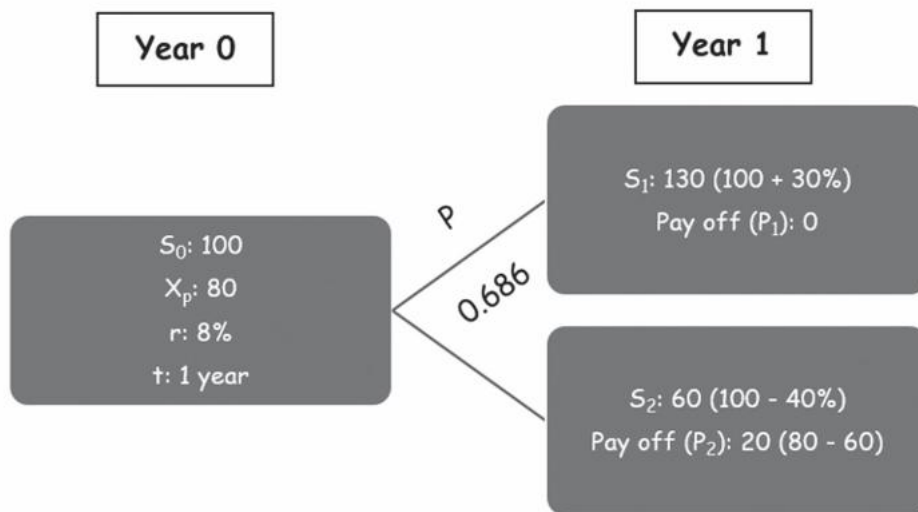 Year 0
Year 1
S₀: 100
Xₚ: 80
r: 8%
t: 1 year
P
0.686
S₁: 130 (100 + 30%)
Pay off (P₁): 0
S₂: 60 (100 - 40%)
Pay off (P₂): 20 (80 - 60)